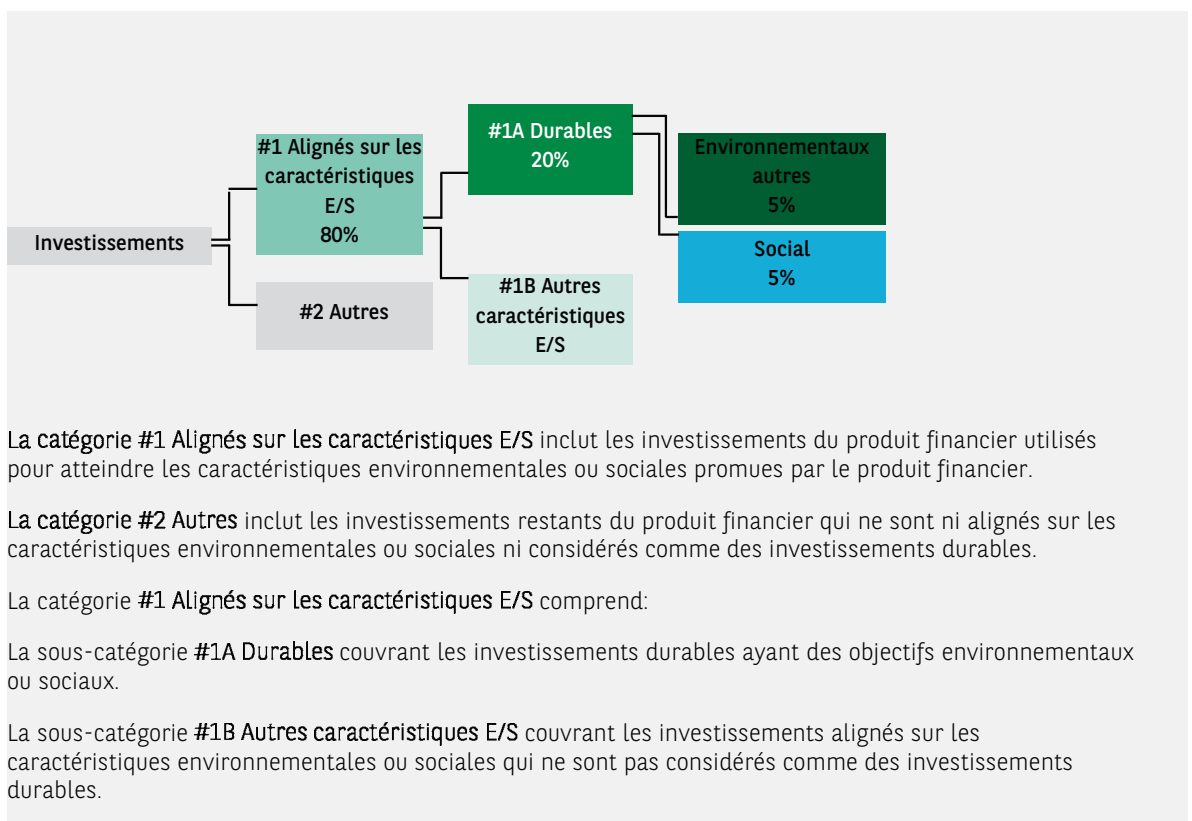 Investissements
#1 Alignés sur les
caractéristiques
E/S
80%
#2 Autres
#1A Durables
20%
#1B Autres
caractéristiques
E/S
Environnementaux
autres
5%
Social
5%
La catégorie #1 Alignés sur les caractéristiques E/S inclut les investissements du produit financier utilisés
pour atteindre les caractéristiques environnementales ou sociales promues par le produit financier.
La catégorie #2 Autres inclut les investissements restants du produit financier qui ne sont ni alignés sur les
caractéristiques environnementales ou sociales ni considérés comme des investissements durables.
La catégorie #1 Alignés sur les caractéristiques E/S comprend:
La sous-catégorie #1A Durables couvrant les investissements durables ayant des objectifs environnementaux
ou sociaux.
La sous-catégorie #1B Autres caractéristiques E/S couvrant les investissements alignés sur les
caractéristiques environnementales ou sociales qui ne sont pas considérés comme des investissements
durables.